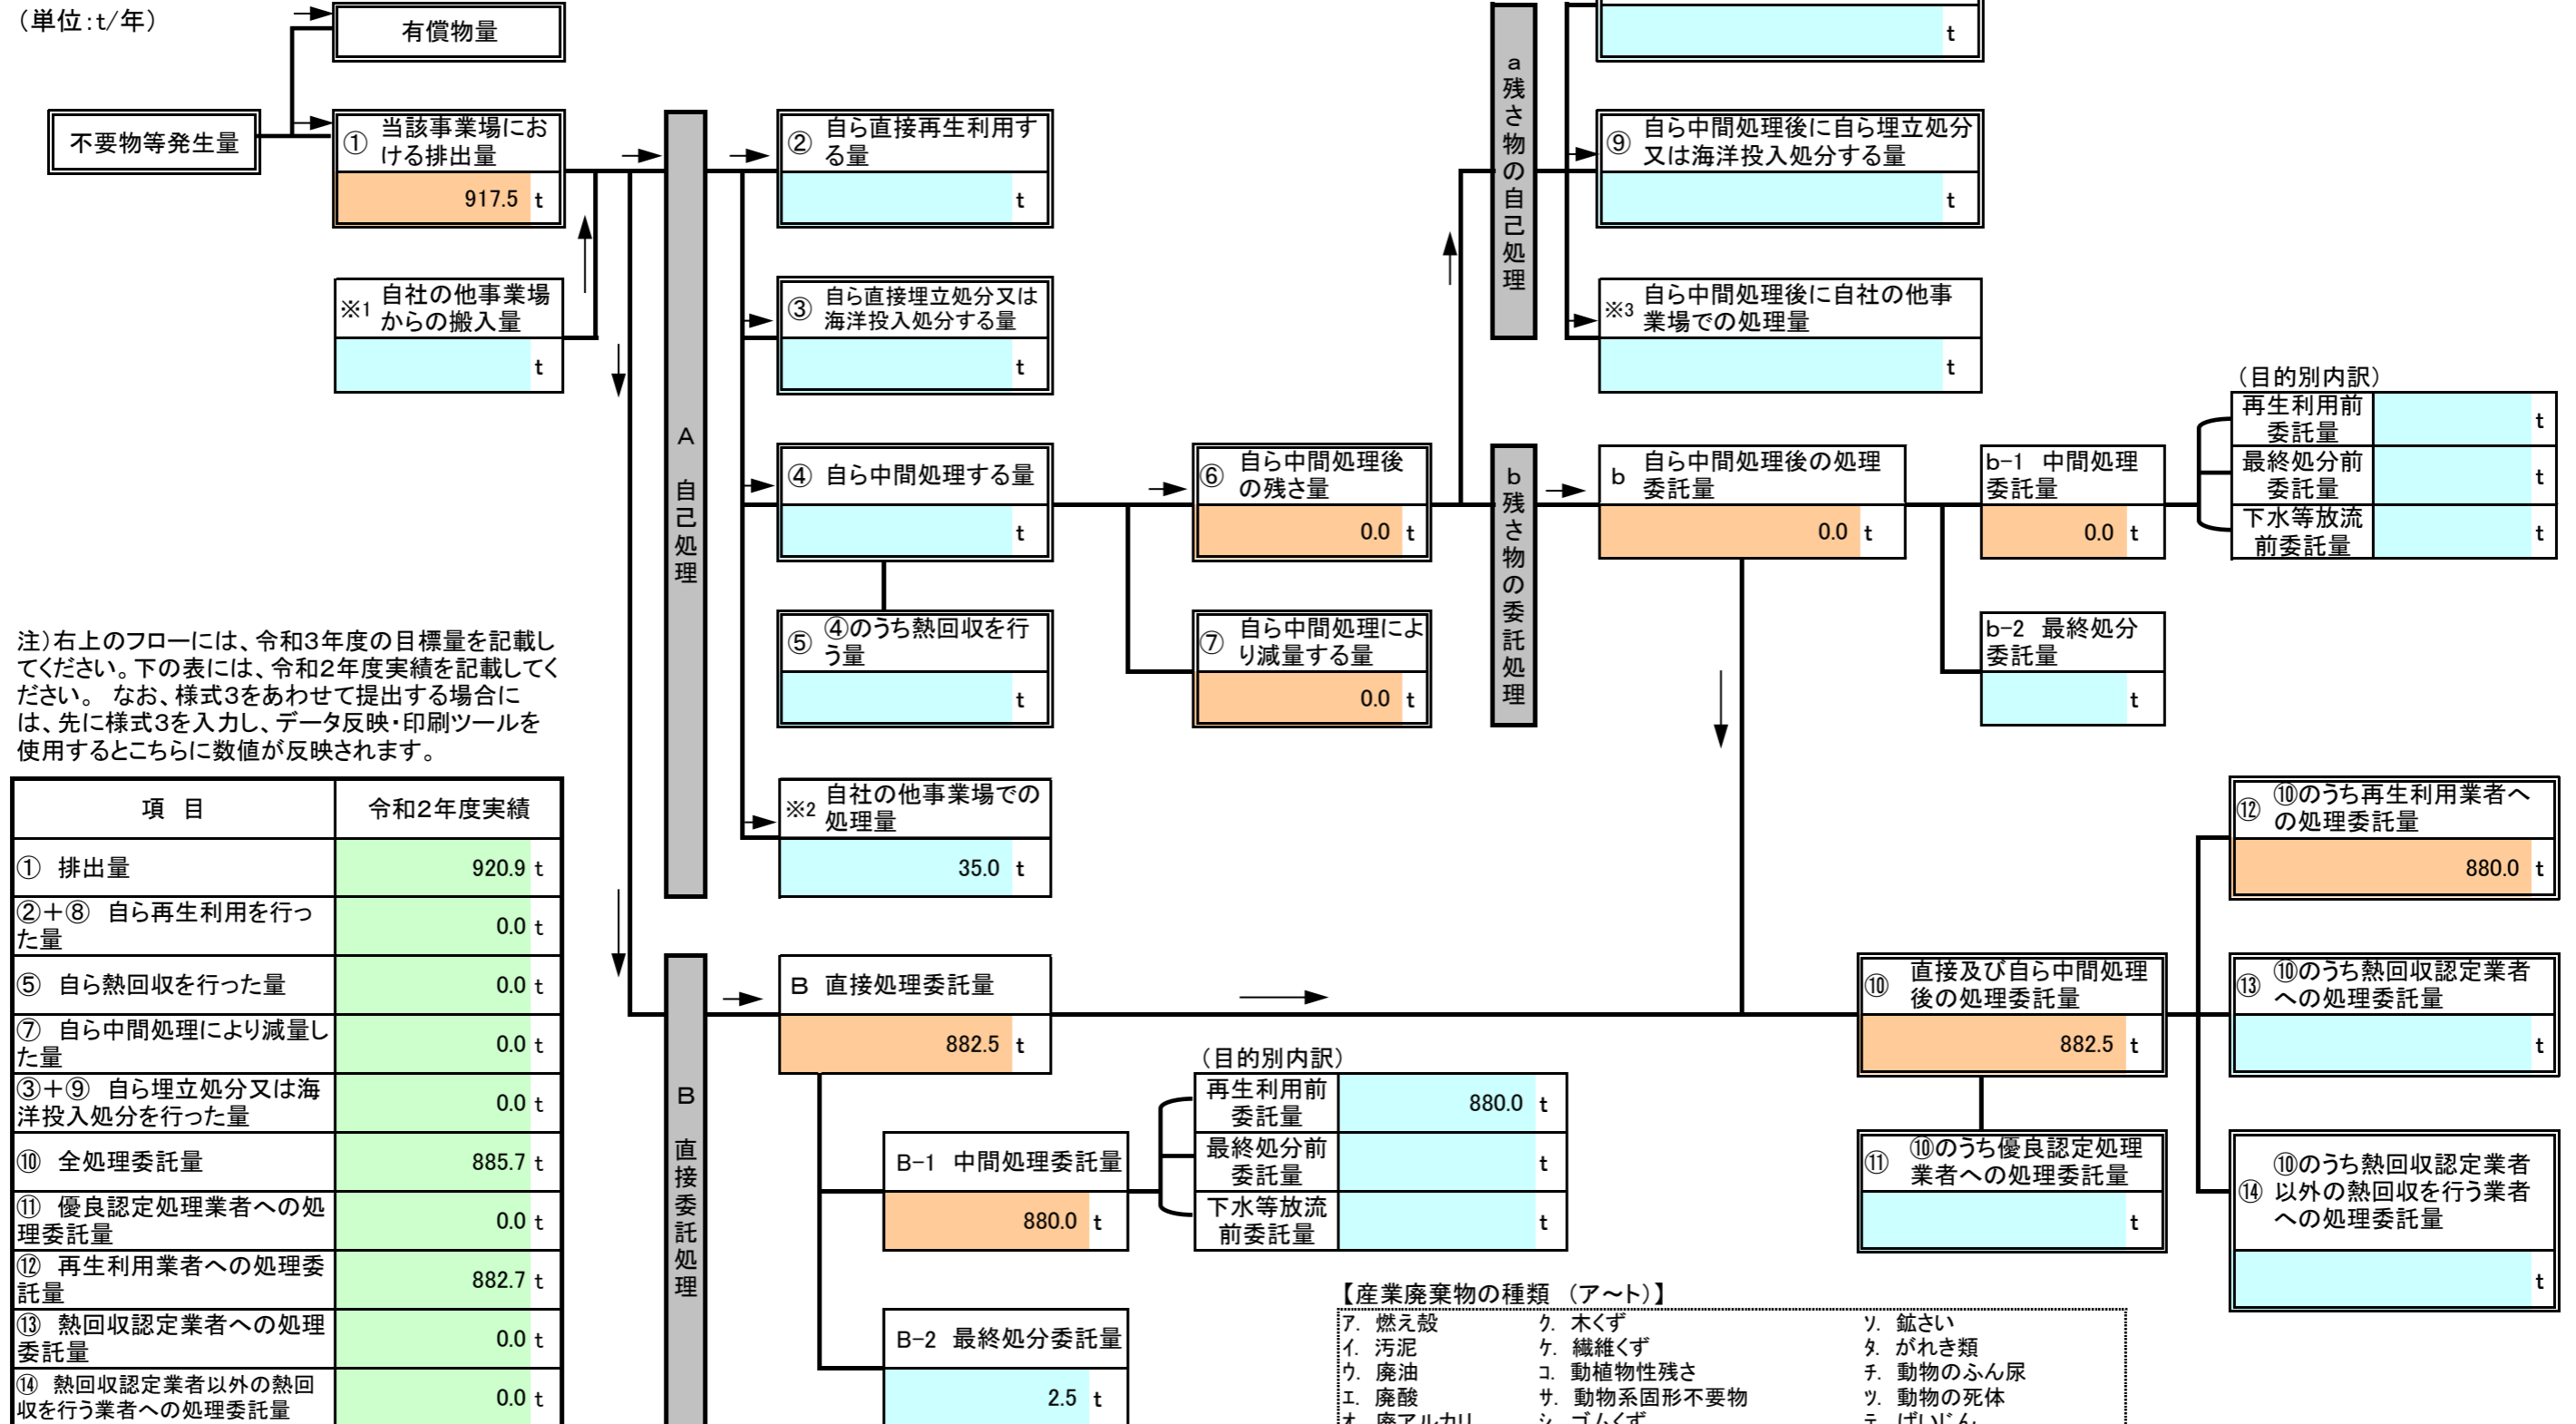 （単位：t/年）
有償物量
不要物等発生量
① 当該事業場にお
ける排出量
917.5 t
※1 自社の他事業場
からの搬入量
t
A 自己処理
② 自ら直接再生利用す
る量
t
③ 自ら直接埋立処分又は
海洋投入処分する量
t
④ 自ら中間処理する量
t
⑤ ④のうち熱回収を行
う量
t
※2 自社の他事業場での
処理量
35.0 t
⑥ 自ら中間処理後
の残さ量
0.0 t
⑦ 自ら中間処理によ
り減量する量
0.0 t
a 残さ物の自己処理
t
⑨ 自ら中間処理後に自ら埋立処分
又は海洋投入処分する量
t
※3 自ら中間処理後に自社の他事
業場での処理量
t
b 残さ物の委託処理
b 自ら中間処理後の処理
委託量
0.0 t
b-1 中間処理
委託量
0.0 t
（目的別内訳）
再生利用前
委託量
t
最終処分前
委託量
t
下水等放流
前委託量
t
b-2 最終処分
委託量
t
注）右上のフローには、令和３年度の目標量を記載し
てください。下の表には、令和２年度実績を記載してく
ださい。 なお、様式３をあわせて提出する場合に
は、先に様式３を入力し、データ反映・印刷ツールを
使用するとこちらに数値が反映されます。
項 目 令和２年度実績
① 排出量 920.9 t
②＋⑧ 自ら再生利用を行っ
た量 0.0 t
⑤ 自ら熱回収を行った量 0.0 t
⑦ 自ら中間処理により減量し
た量 0.0 t
③＋⑨ 自ら埋立処分又は海
洋投入処分を行った量 0.0 t
⑩ 全処理委託量 885.7 t
⑪ 優良認定処理業者への処
理委託量 0.0 t
⑫ 再生利用業者への処理委
託量 882.7 t
⑬ 熱回収認定業者への処理
委託量 0.0 t
⑭ 熱回収認定業者以外の熱回
収を行う業者への処理委託量 0.0 t
B 直接委託処理
B 直接処理委託量
882.5 t
B-1 中間処理委託量
880.0 t
（目的別内訳）
再生利用前
委託量
880.0 t
最終処分前
委託量
t
下水等放流
前委託量
t
B-2 最終処分委託量
2.5 t
⑩ 直接及び自ら中間処理
後の処理委託量
882.5 t
⑪ ⑩のうち優良認定処理
業者への処理委託量
t
⑫ ⑩のうち再生利用業者へ
の処理委託量
880.0 t
⑬ ⑩のうち熱回収認定業者
への処理委託量
t
⑭ ⑩のうち熱回収認定業者
以外の熱回収を行う業者
への処理委託量
t
【産業廃棄物の種類 （ア～ト）】
ｱ. 燃え殻 ｸ. 木くず ｿ. 鉱さい
ｲ. 汚泥 ｹ. 繊維くず ﾀ. がれき類
ｳ. 廃油 ｺ. 動植物性残さ ﾁ. 動物のふん尿
ｴ. 廃酸 ｻ. 動物系固形不要物 ﾂ. 動物の死体
ｵ. 廃アルカリ ｼ. ゴムくず ﾃ. ばいじん